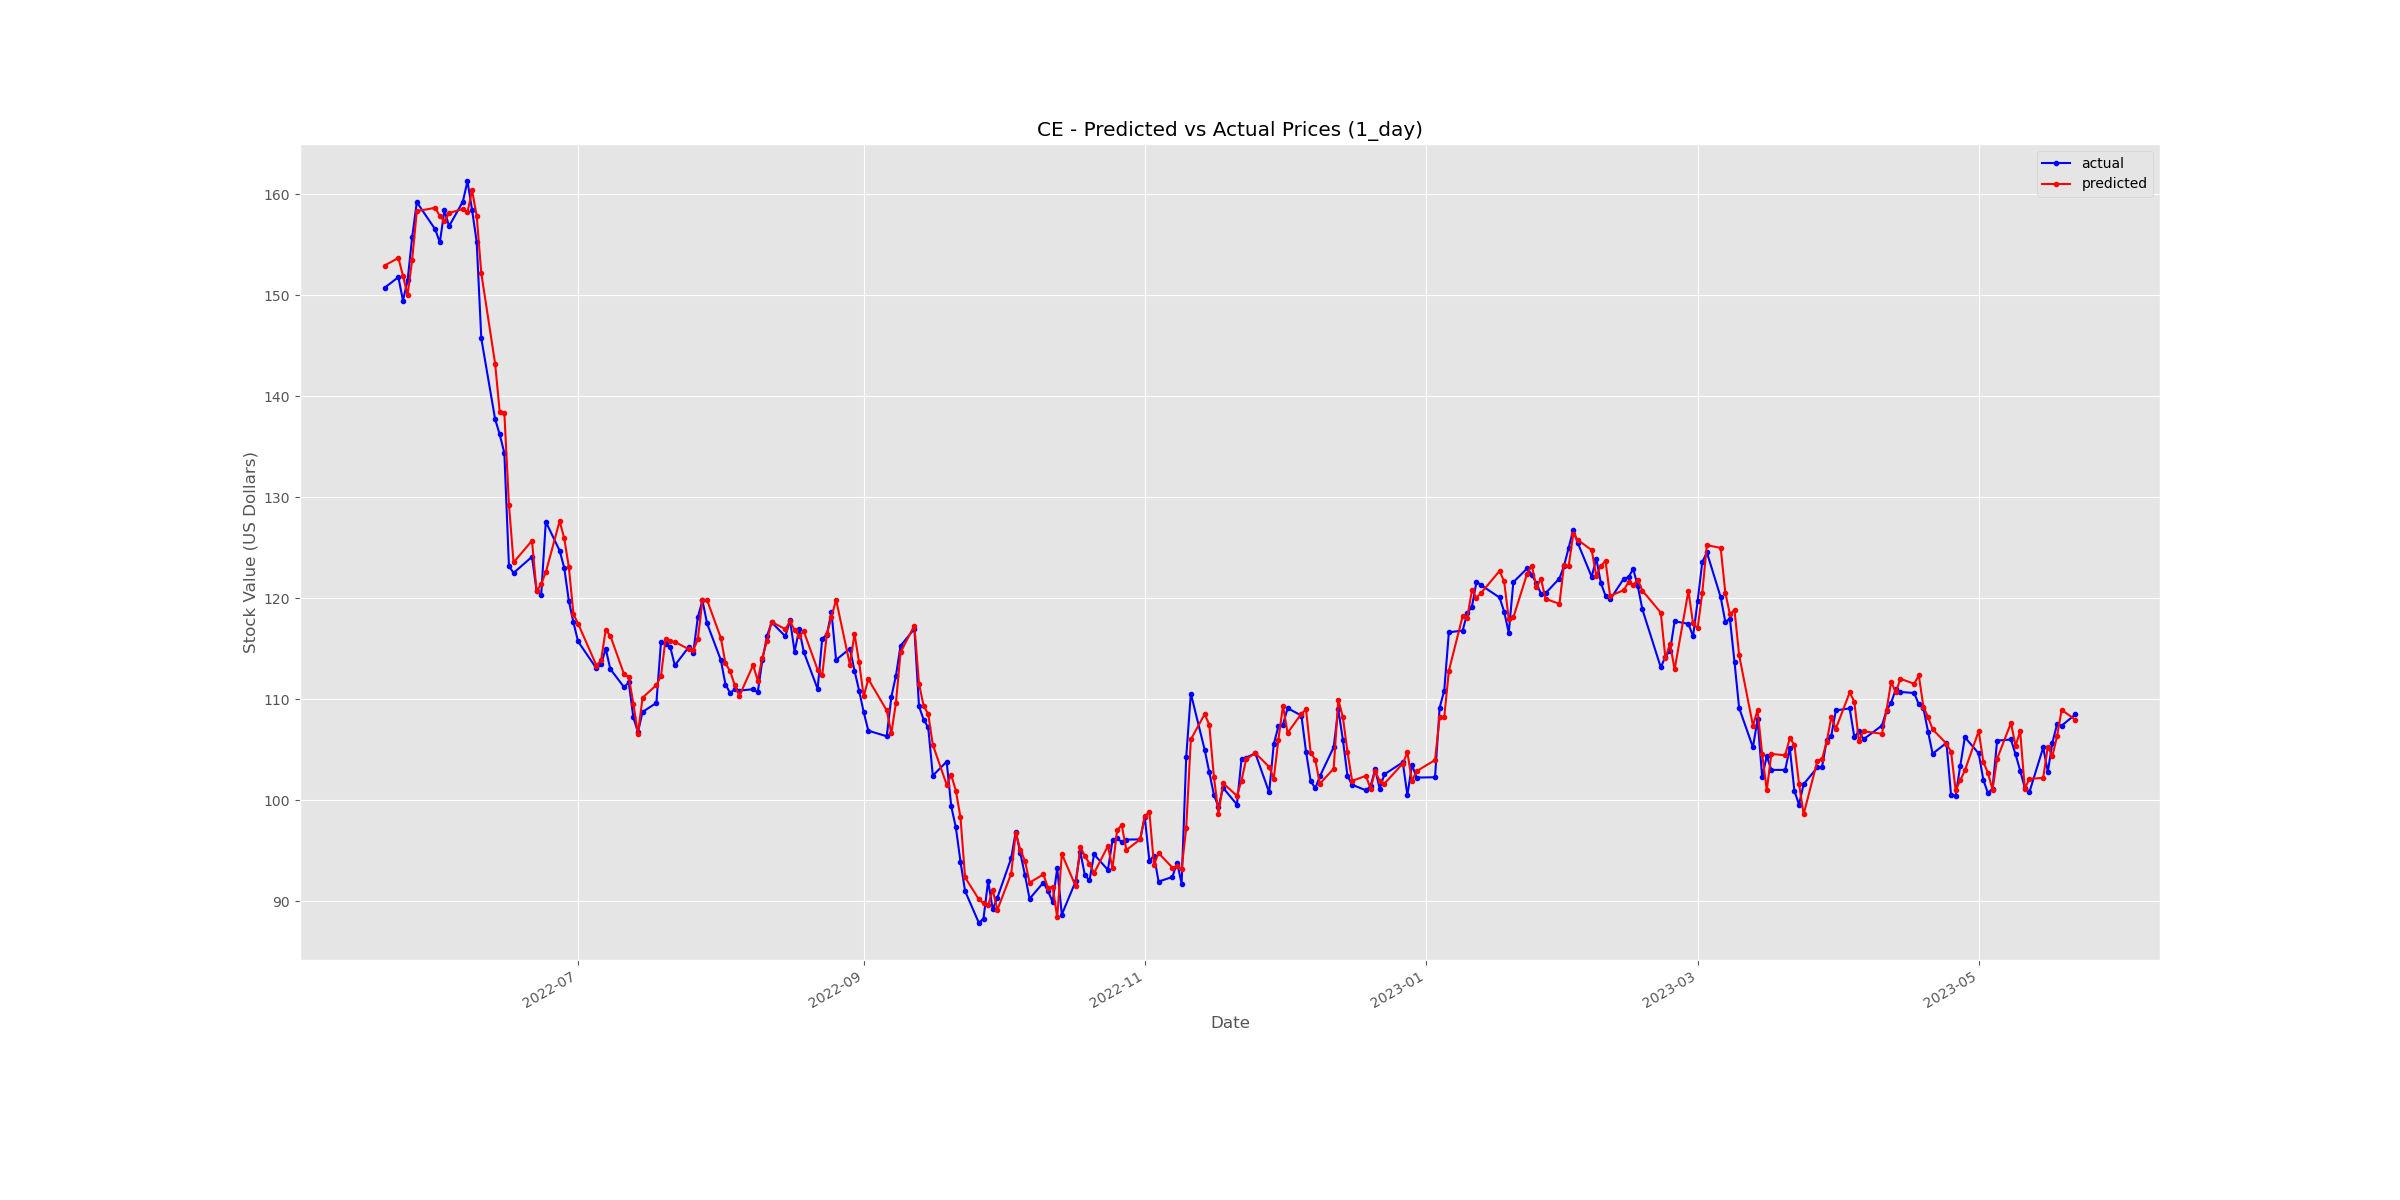 CE - Predicted vs Actual Prices (1_day)
actual
predicted
160
150
140
130
120
110
100
90
Stock Value (US Dollars)
2022-07
2022-09
2022-11
2023-01
2023-03
2023-05
Date